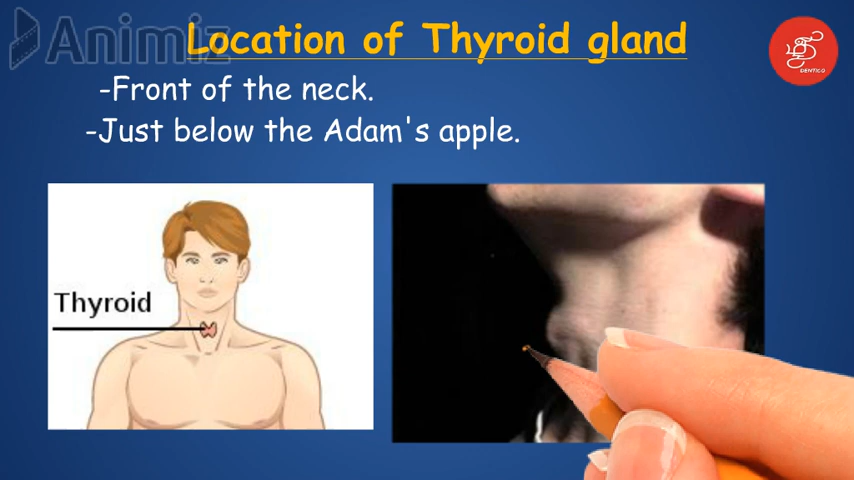 Animiz
Location of Thyroid gland
-Front of the neck.
-Just below the Adam's apple.
DENTICO
Thyroid